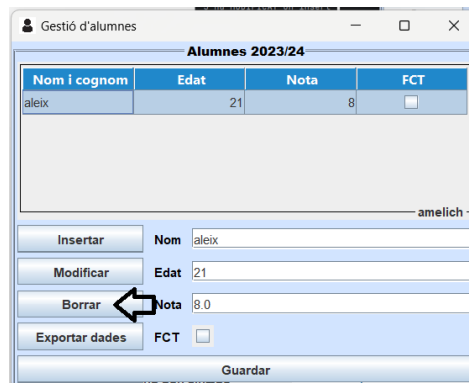 Gestió d'alumnes
Alumnes 2023/24
Nom i cognom Edat Nota FCT
aleix 21 8
amelich
Insertar Nom aleix
Modificar Edat 21
Borrar Nota 8.0
Exportar dades FCT
Guardar